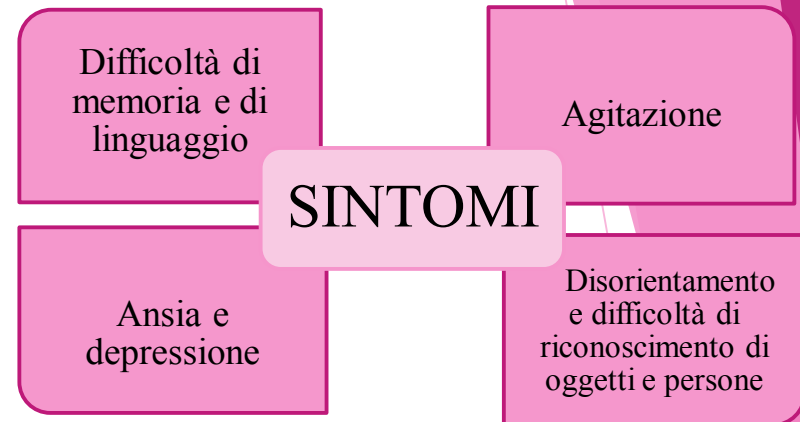 Difficoltà di
memoria e di
linguaggio
Agitazione
SINTOMI
Ansia e
depressione
Disorientamento
e difficoltà di
riconoscimento di
oggetti e persone